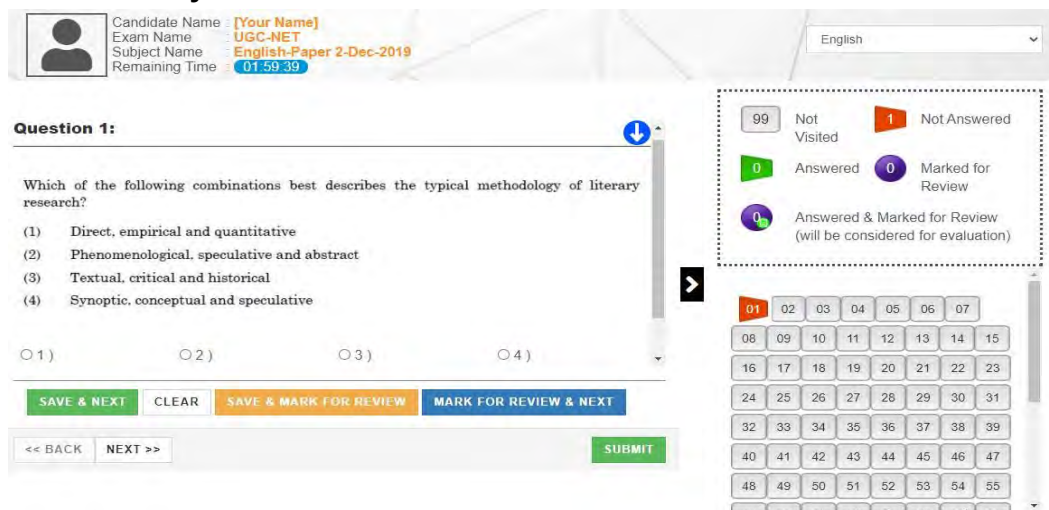 Candidate Name : [Your Name]
Exam Name : UGC-NET
Subject Name : English-Paper 2-Dec-2019
Remaining Time : 01:59:39
English
Question 1:
Which of the following combinations best describes the typical methodology of literary
research?
(1) Direct, empirical and quantitative
(2) Phenomenological, speculative and abstract
(3) Textual, critical and historical
(4) Synoptic, conceptual and speculative
1) 2) 3) 4)
SAVE & NEXT CLEAR SAVE & MARK FOR REVIEW MARK FOR REVIEW & NEXT
<< BACK NEXT >> SUBMIT
99 Not Visited 1 Not Answered
0 Answered 0 Marked for Review
0 Answered & Marked for Review
(will be considered for evaluation)
01 02 03 04 05 06 07
08 09 10 11 12 13 14 15
16 17 18 19 20 21 22 23
24 25 26 27 28 29 30 31
32 33 34 35 36 37 38 39
40 41 42 43 44 45 46 47
48 49 50 51 52 53 54 55